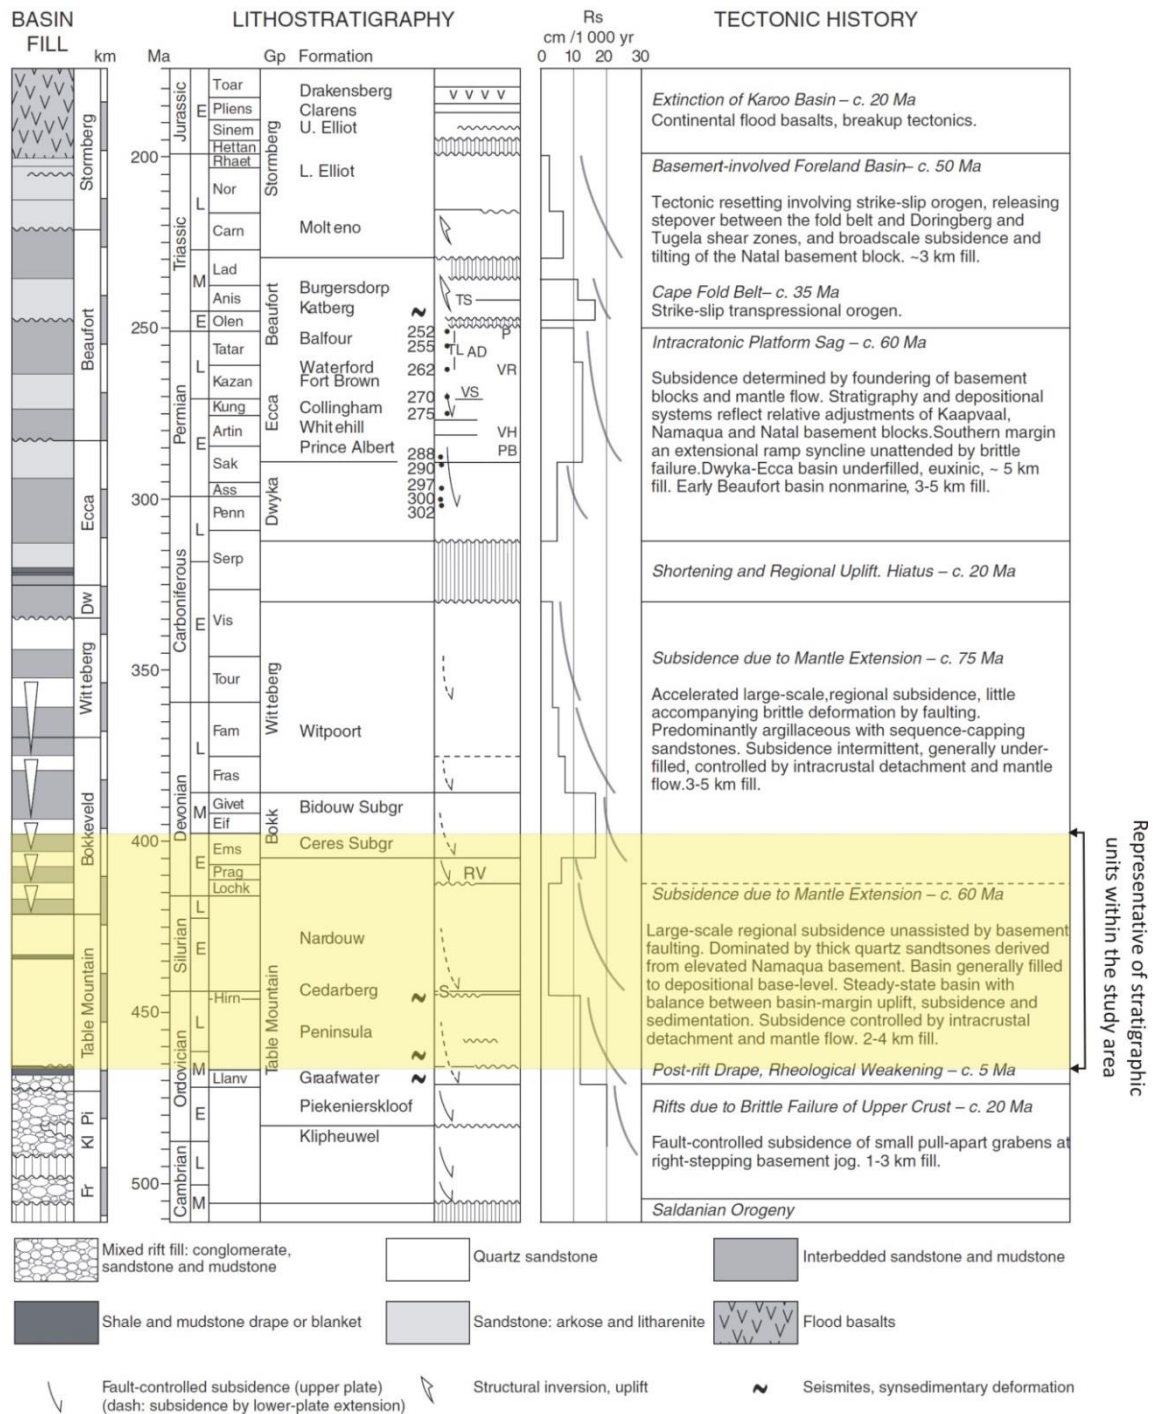 BASIN FILL
LITHOSTRATIGRAPHY
Rs
cm /1 000 yr
TECTONIC HISTORY
km
Ma
Gp
Formation
0 10 20 30
Stormberg
Beaufort
Ecca
Dw
Witteberg
Bokkeveld
Table Mountain
Pi
Kl
Fr
200
250
300
350
400
450
500
Jurassic
Triassic
Permian
Carboniferous
Devonian
Silurian
Ordovician
Cambrian
E
L
M
E
L
E
L
E
L
M
E
L
E
L
M
E
L
M
Toar
Pliens
Sinem
Hettan
Rhaet
Nor
Carn
Lad
Anis
Olen
Tatar
Kazan
Kung
Artin
Sak
Ass
Penn
Serp
Vis
Tour
Fam
Fras
Givet
Eif
Ems
Prag
Lochk
Hirn
Llanv
Stormberg
Beaufort
Ecca
Dwyka
Witteberg
Bokk
Table Mountain
Drakensberg
Clarens
U. Elliot
L. Elliot
Molteno
Burgersdorp
Katberg
Balfour
Waterford
Fort Brown
Collingham
Whitehill
Prince Albert
Witpoort
Bidouw Subgr
Ceres Subgr
Nardouw
Cedarberg
Peninsula
Graafwater
Piekenierskloof
Klipheuwel
252
255
262
270
275
288
290
297
300
302
TS
P
TL AD
VR
VS
VH
PB
RV
S
Extinction of Karoo Basin – c. 20 Ma
Continental flood basalts, breakup tectonics.
Basemert-involved Foreland Basin– c. 50 Ma
Tectonic resetting involving strike-slip orogen, releasing
stepover between the fold belt and Doringberg and
Tugela shear zones, and broadscale subsidence and
tilting of the Natal basement block. ~3 km fill.
Cape Fold Belt– c. 35 Ma
Strike-slip transpressional orogen.
Intracratonic Platform Sag – c. 60 Ma
Subsidence determined by foundering of basement
blocks and mantle flow. Stratigraphy and depositional
systems reflect relative adjustments of Kaapvaal,
Namaqua and Natal basement blocks.Southern margin
an extensional ramp syncline unattended by brittle
failure.Dwyka-Ecca basin underfilled, euxinic, ~ 5 km
fill. Early Beaufort basin nonmarine, 3-5 km fill.
Shortening and Regional Uplift. Hiatus – c. 20 Ma
Subsidence due to Mantle Extension – c. 75 Ma
Accelerated large-scale,regional subsidence, little
accompanying brittle deformation by faulting.
Predominantly argillaceous with sequence-capping
sandstones. Subsidence intermittent, generally under-
filled, controlled by intracrustal detachment and mantle
flow.3-5 km fill.
Subsidence due to Mantle Extension – c. 60 Ma
Large-scale regional subsidence unassisted by basement
faulting. Dominated by thick quartz sandtsones derived
from elevated Namaqua basement. Basin generally filled
to depositional base-level. Steady-state basin with
balance between basin-margin uplift, subsidence and
sedimentation. Subsidence controlled by intracrustal
detachment and mantle flow. 2-4 km fill.
Post-rift Drape, Rheological Weakening – c. 5 Ma
Rifts due to Brittle Failure of Upper Crust – c. 20 Ma
Fault-controlled subsidence of small pull-apart grabens at
right-stepping basement jog. 1-3 km fill.
Saldanian Orogeny
Representative of stratigraphic
units within the study area
Mixed rift fill: conglomerate,
sandstone and mudstone
Quartz sandstone
Interbedded sandstone and mudstone
Shale and mudstone drape or blanket
Sandstone: arkose and litharenite
Flood basalts
Fault-controlled subsidence (upper plate)
(dash: subsidence by lower-plate extension)
Structural inversion, uplift
Seismites, synsedimentary deformation